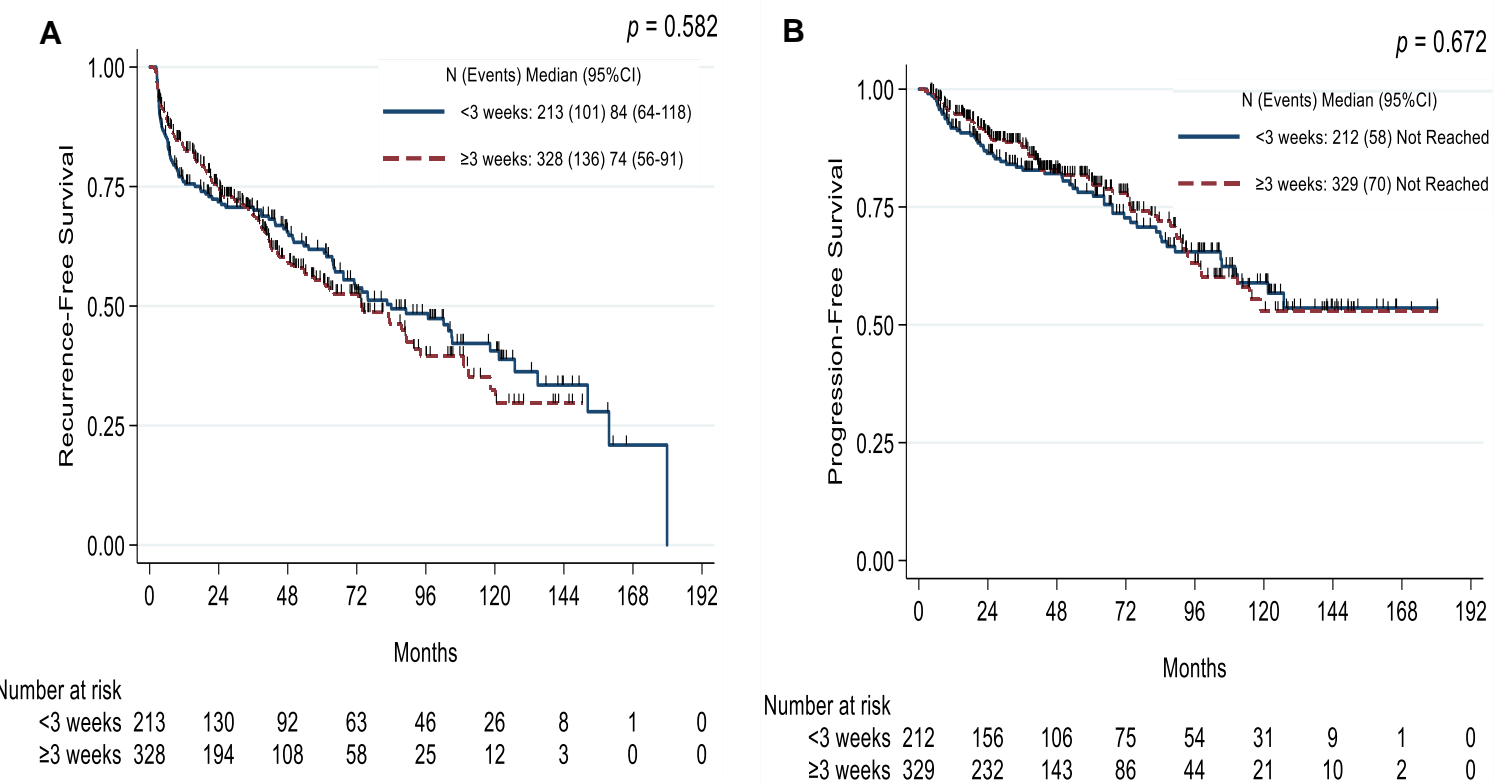 A
p = 0.582
N (Events) Median (95%CI)
<3 weeks: 213 (101) 84 (64-118)
≥3 weeks: 328 (136) 74 (56-91)
Recurrence-Free Survival
1.00
0.75
0.50
0.25
0.00
0 24 48 72 96 120 144 168 192
Months
Number at risk
<3 weeks 213 130 92 63 46 26 8 1 0
≥3 weeks 328 194 108 58 25 12 3 0 0
B
p = 0.672
N (Events) Median (95%CI)
<3 weeks: 212 (58) Not Reached
≥3 weeks: 329 (70) Not Reached
Progression-Free Survival
1.00
0.75
0.50
0.25
0.00
0 24 48 72 96 120 144 168 192
Months
Number at risk
<3 weeks 212 156 106 75 54 31 9 1 0
≥3 weeks 329 232 143 86 44 21 10 2 0